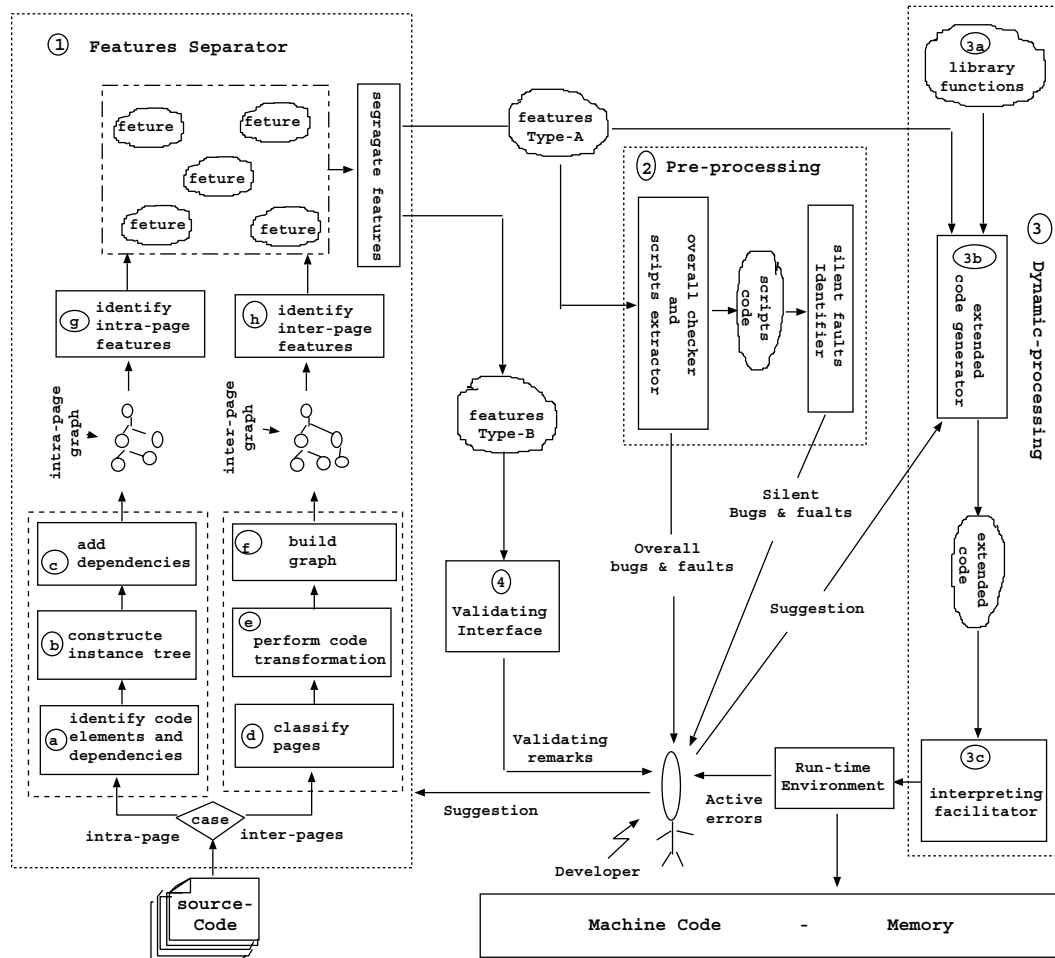 1 Features Separator
feture
feture
feture
feture
feture
segragate features
g identify
intra-page
features
h identify
inter-page
features
intra-page
graph
inter-page
graph
c add
dependencies
b constructe
instance tree
a identify code
elements and
dependencies
f build
graph
e perform code
transformation
d classify
pages
case
intra-page
inter-pages
source-
Code
features
Type-A
features
Type-B
4
Validating
Interface
Validating
remarks
Suggestion
2 Pre-processing
overall checker
and
scripts extractor
scripts
code
silent faults
Identifier
Overall
bugs & faults
Silent
Bugs & fualts
Suggestion
Developer
Active
errors
Run-time
Environment
3 Dynamic-processing
3a
library
functions
3b
extended
code generator
extended
code
3c
interpreting
facilitator
Machine Code - Memory